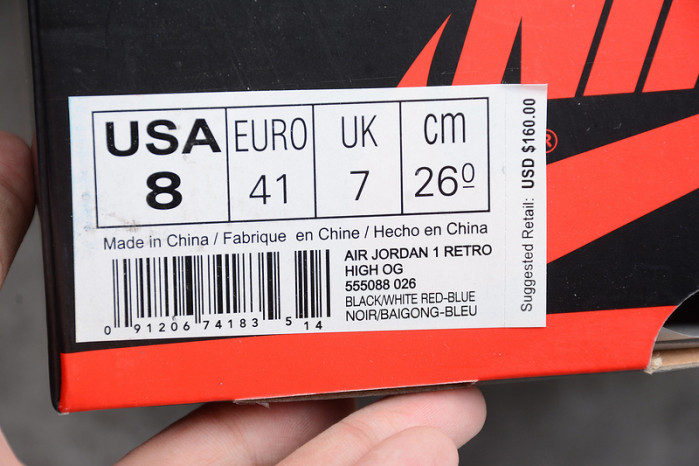 NIK
®
USA EURO UK cm
8 41 7 26º
Made in China / Fabrique en Chine / Hecho en China
AIR JORDAN 1 RETRO
HIGH OG
555088 026
BLACK/WHITE RED-BLUE
NOIR/BAIGONG-BLEU
0 91206 74183 5 14
Suggested Retail: USD $160.00